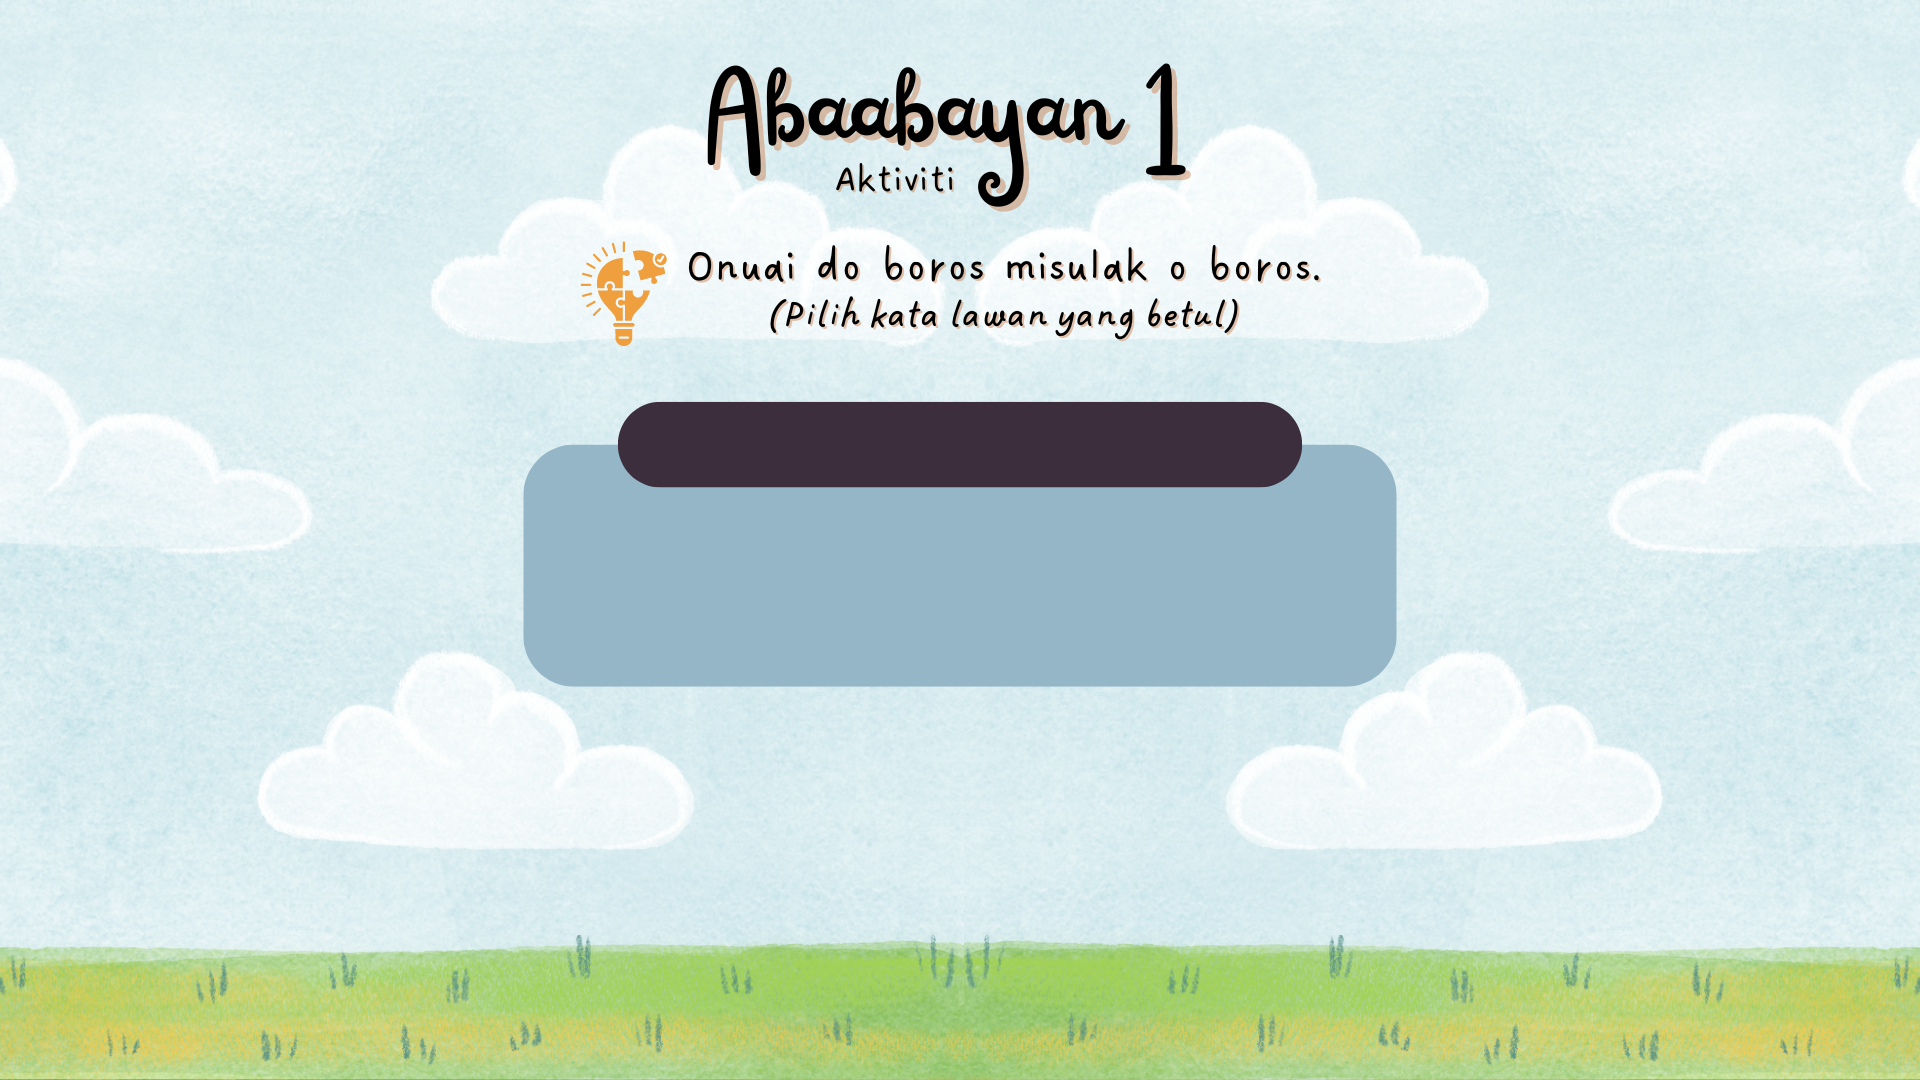 Abaabayan 1
Aktiviti
Onuai do boros misulak o boros.
(Pilih kata lawan yang betul)